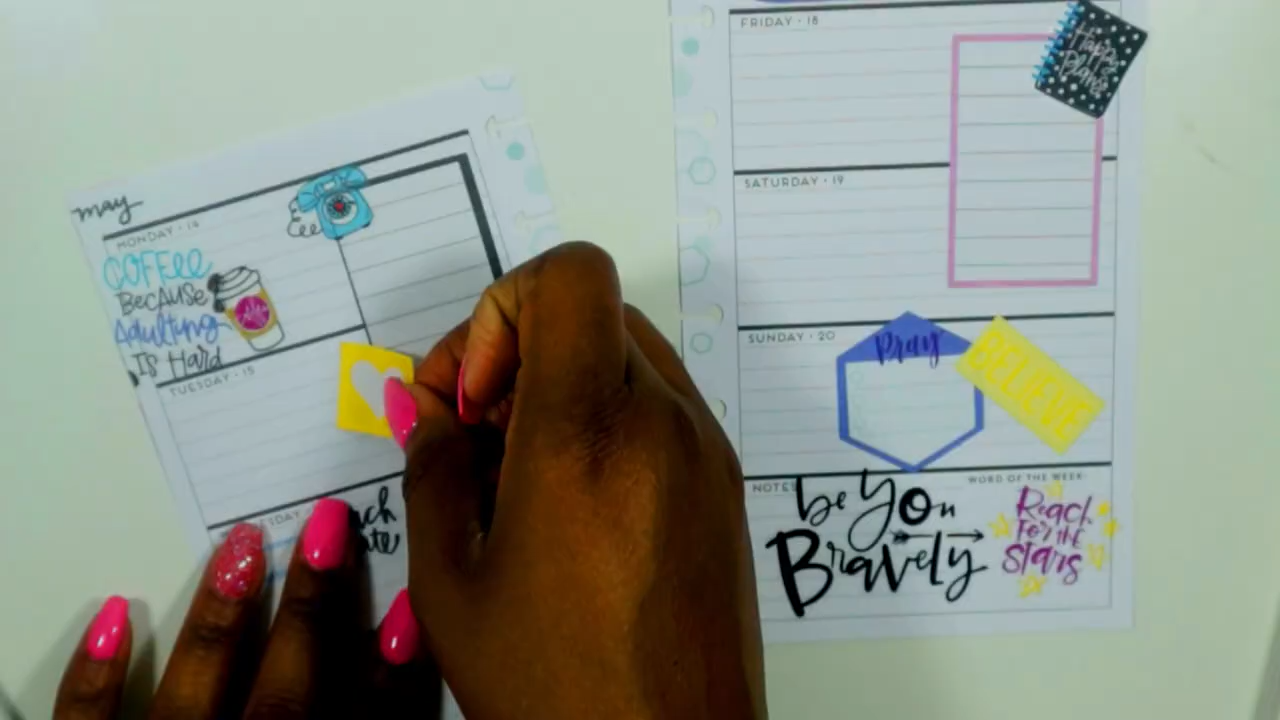 may
MONDAY · 14
COFFEE
BECAUSE
Adulting
IS HARD
TUESDAY · 15
FRIDAY · 18
Happy
Planner
SATURDAY · 19
SUNDAY · 20
Pray
BELIEVE
NOTES
be YOu
Bravely
WORD OF THE WEEK
Reach
FOR THE
Stars